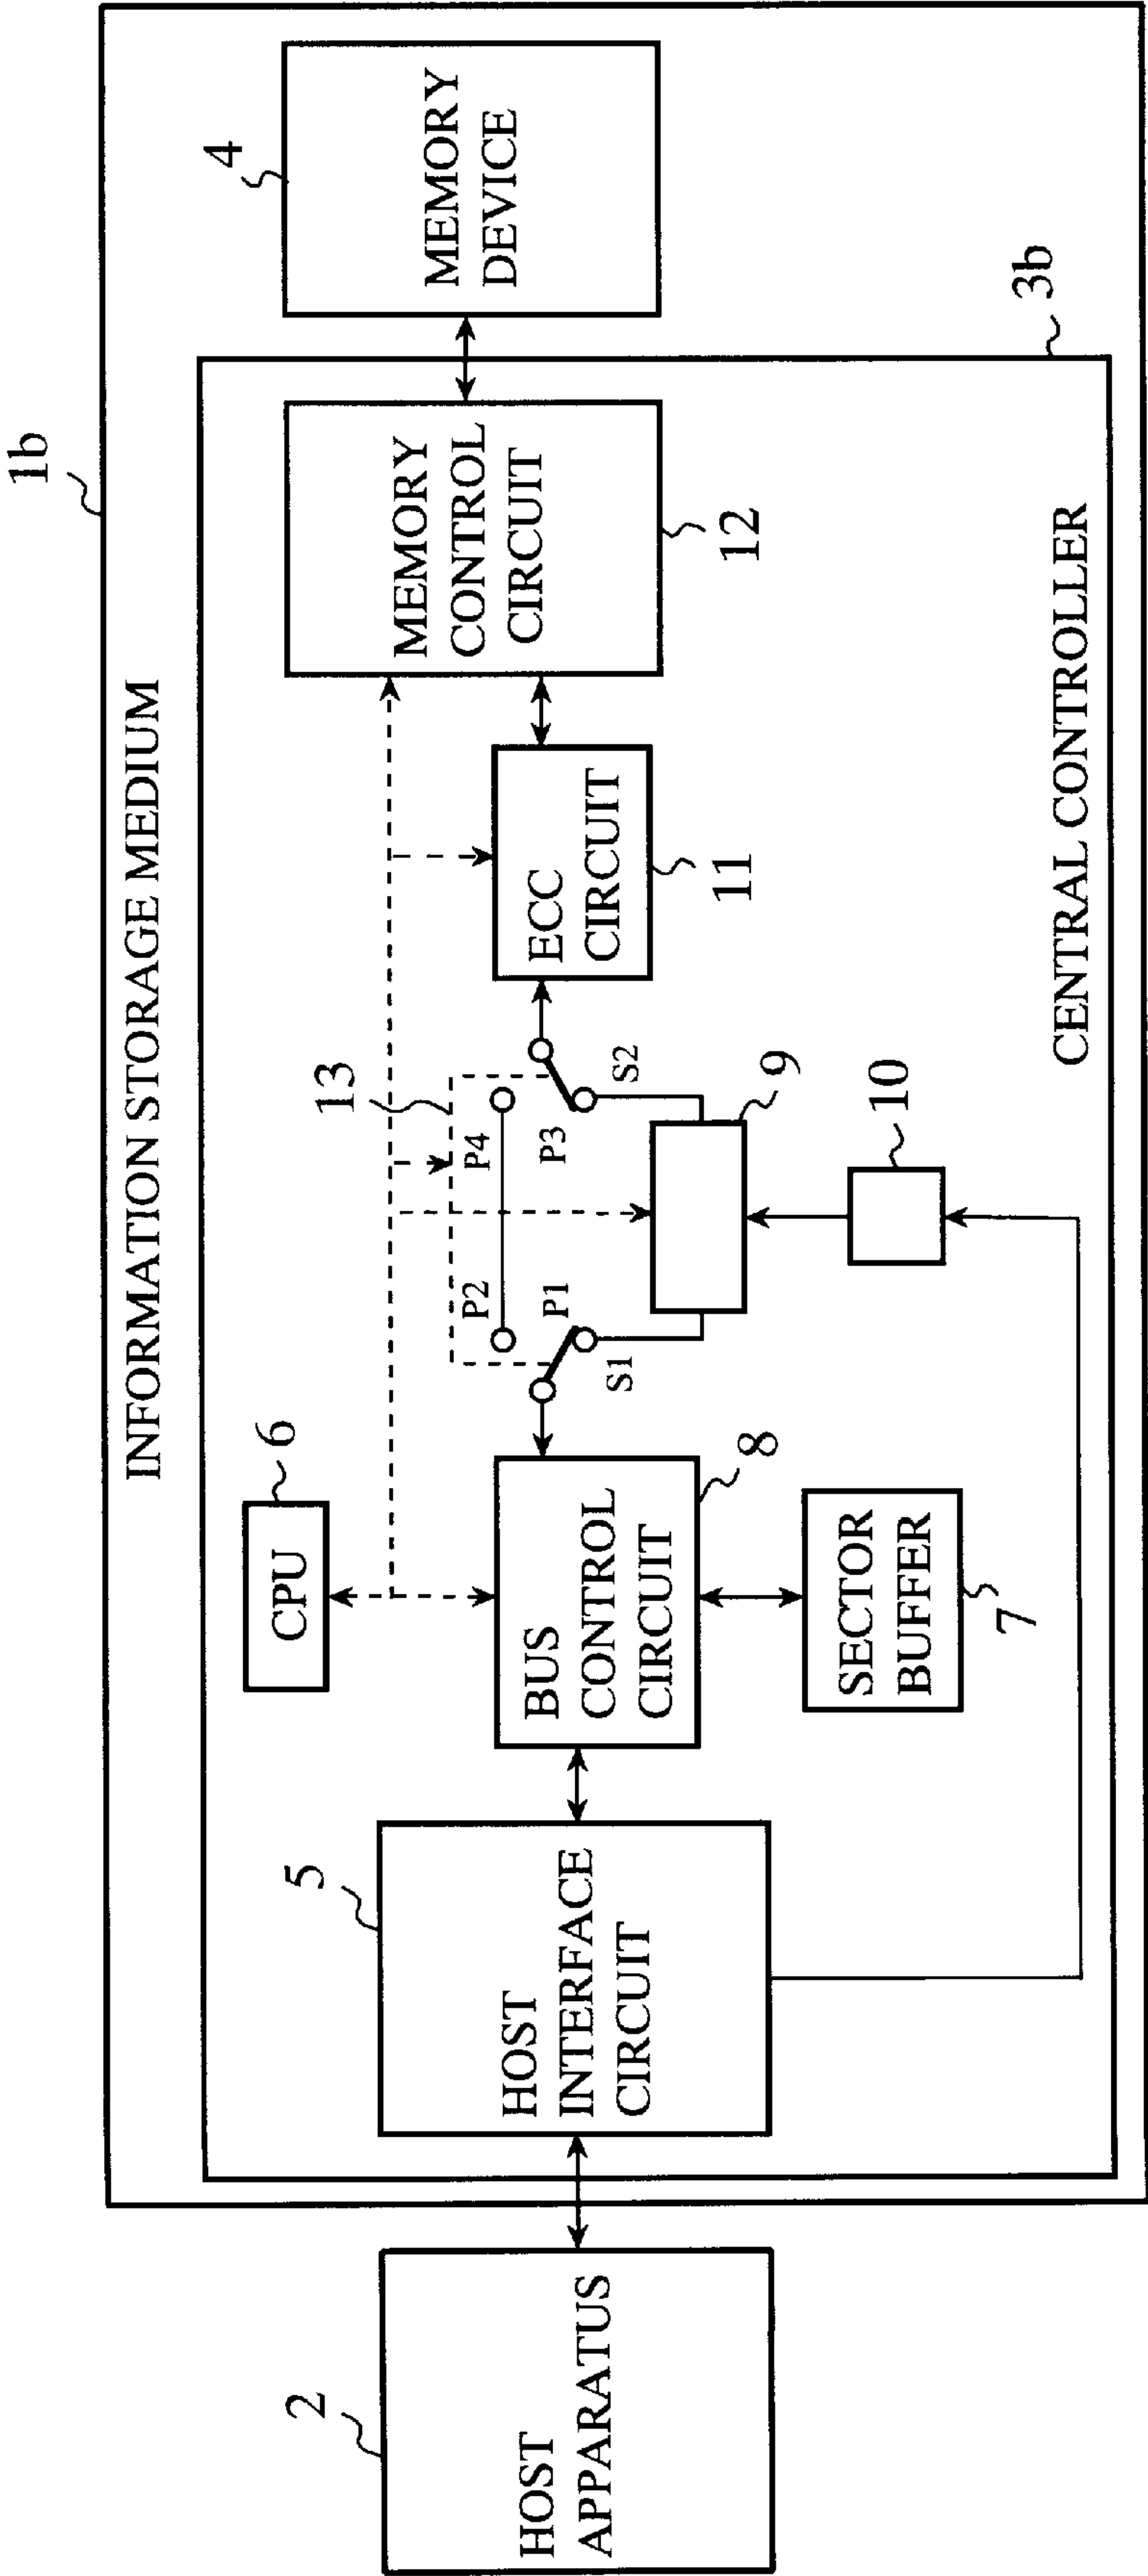 1b
INFORMATION STORAGE MEDIUM
2
HOST
APPARATUS
5
HOST
INTERFACE
CIRCUIT
6
CPU
BUS
CONTROL
CIRCUIT
8
SECTOR
BUFFER
7
S1
P1
P2
13
P4
P3
S2
9
10
ECC
CIRCUIT
11
MEMORY
CONTROL
CIRCUIT
12
MEMORY
DEVICE
4
CENTRAL CONTROLLER
3b